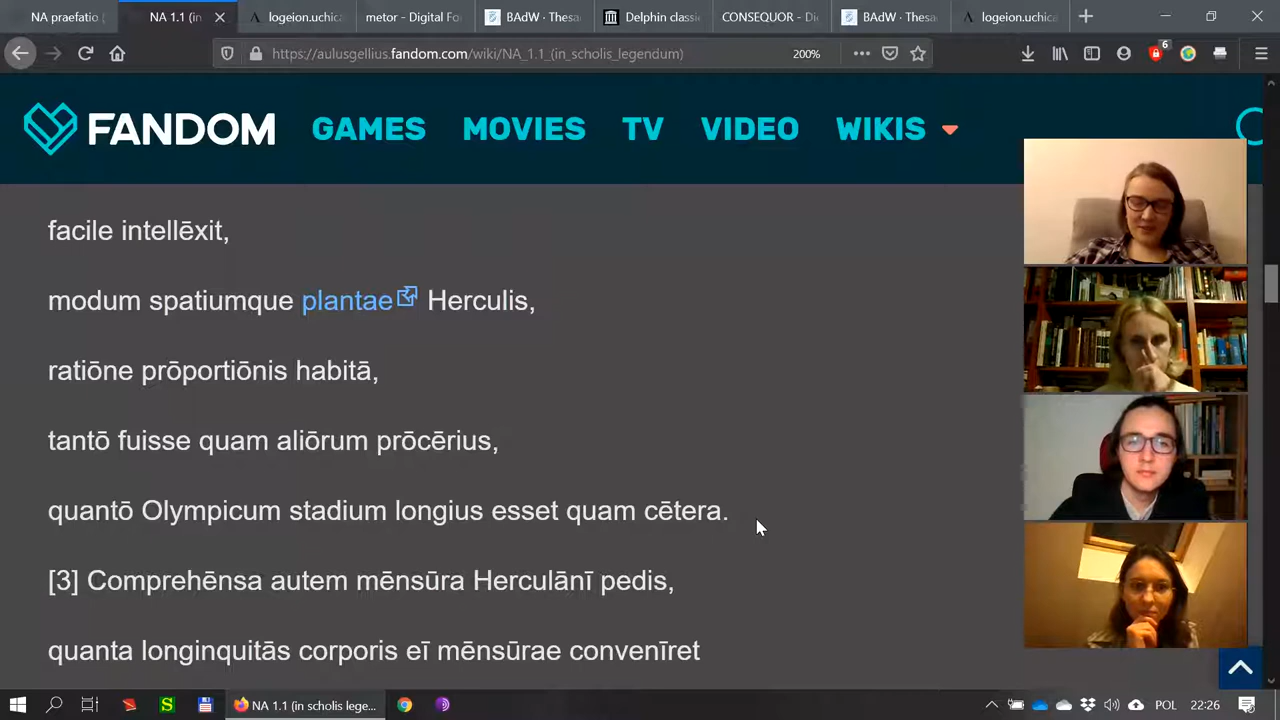 NA praefatio (
NA 1.1 (in
logeion.uchica
metor - Digital Fo
BAdW · Thesa
Delphin classic
CONSEQUOR - Di
BAdW · Thesa
logeion.uchica
https://aulusgellius.fandom.com/wiki/NA_1.1_(in_scholis_legendum)
200%
6
FANDOM GAMES MOVIES TV VIDEO WIKIS
facile intellēxit,
modum spatiumque plantae Herculis,
ratiōne prōportiōnis habitā,
tantō fuisse quam aliōrum prōcērius,
quantō Olympicum stadium longius esset quam cētera.
[3] Comprehēnsa autem mēnsūra Herculānī pedis,
quanta longinquitās corporis eī mēnsūrae convenīret
NA 1.1 (in scholis lege...
POL
22:26